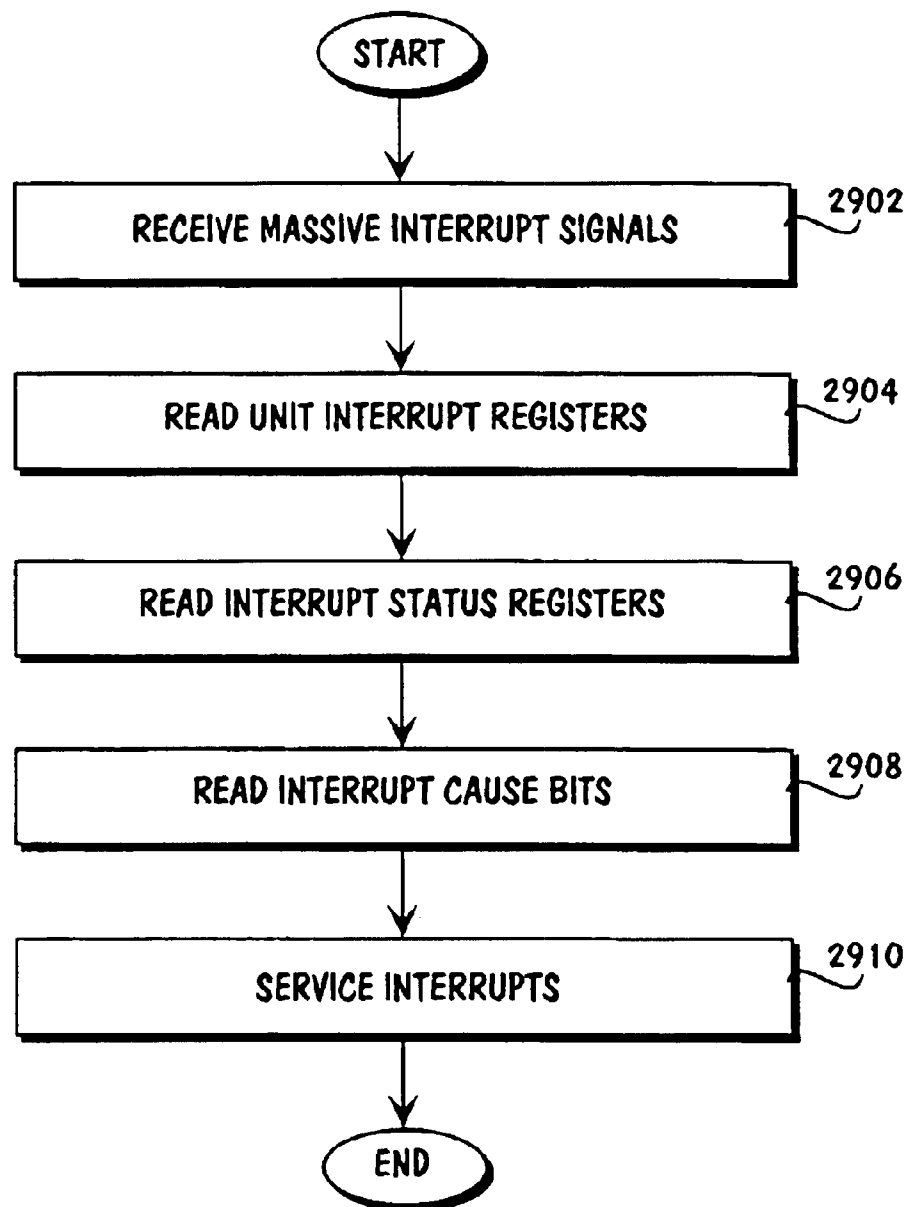 START
RECEIVE MASSIVE INTERRUPT SIGNALS
2902
READ UNIT INTERRUPT REGISTERS
2904
READ INTERRUPT STATUS REGISTERS
2906
READ INTERRUPT CAUSE BITS
2908
SERVICE INTERRUPTS
2910
END